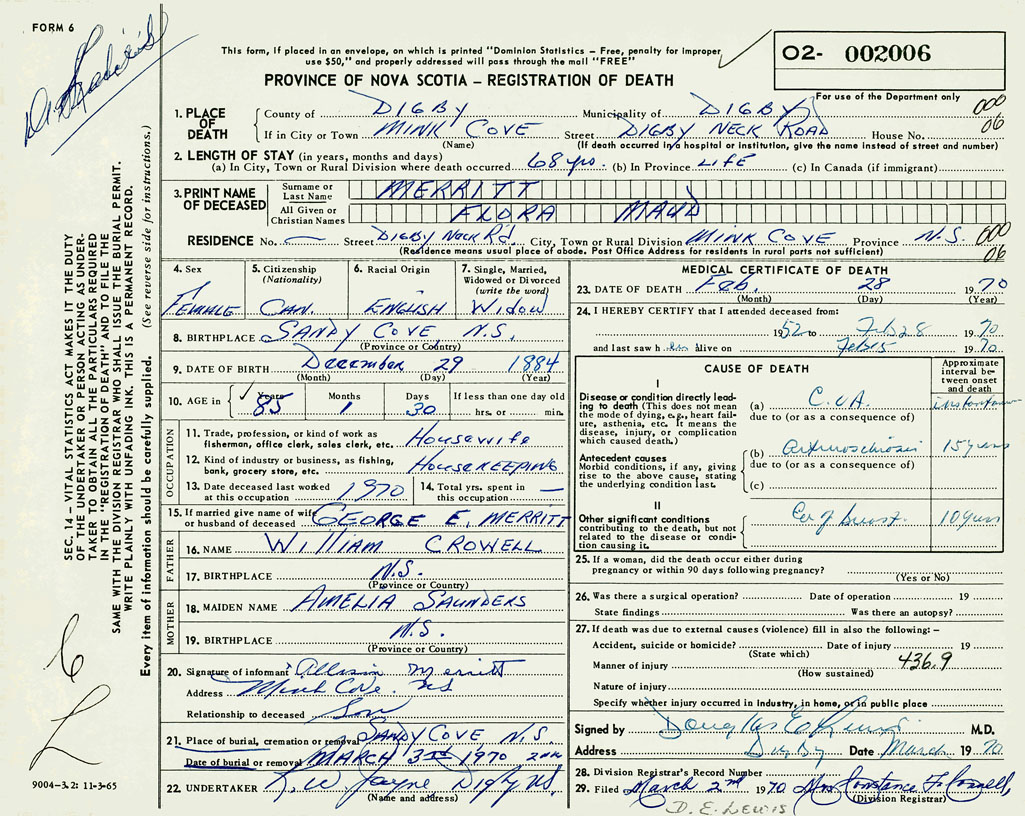 FORM 6
This form, if placed in an envelope, on which is printed "Dominion Statistics – Free, penalty for improper
use $50," and properly addressed will pass through the mail "FREE"
O2- 002006
PROVINCE OF NOVA SCOTIA – REGISTRATION OF DEATH
For use of the Department only
1. PLACE OF DEATH County of DIGBY Municipality of DIGBY 000
If in City or Town MINK COVE Street DIGBY NECK ROAD House No. 06
(Name) (If death occurred in a hospital or institution, give the name instead of street and number)
2. LENGTH OF STAY (in years, months and days)
(a) In City, Town or Rural Division where death occurred 68 yrs. (b) In Province LIFE (c) In Canada (if immigrant)
3. PRINT NAME OF DECEASED Surname or Last Name MERRITT
All Given or Christian Names FLORA MAUD
RESIDENCE No. — Street DIGBY NECK Rd. City, Town or Rural Division MINK COVE Province N.S. 000
(Residence means usual place of abode. Post Office Address for residents in rural parts not sufficient) 06
4. Sex FEMALE
5. Citizenship (Nationality) CAN.
6. Racial Origin ENGLISH
7. Single, Married, Widowed or Divorced (write the word) WIDOW
8. BIRTHPLACE SANDY COVE N.S.
(Province or Country)
9. DATE OF BIRTH December 29 1884
(Month) (Day) (Year)
10. AGE in Years 85 Months 1 Days 30 If less than one day old
hrs. or min.
OCCUPATION
11. Trade, profession, or kind of work as
fisherman, office clerk, sales clerk, etc. Housewife
12. Kind of industry or business, as fishing,
bank, grocery store, etc. HOUSEKEEPING
13. Date deceased last worked
at this occupation 1970
14. Total yrs. spent in
this occupation —
15. If married give name of wife
or husband of deceased GEORGE E. MERRITT
FATHER
16. NAME WILLIAM CROWELL
17. BIRTHPLACE N.S.
(Province or Country)
MOTHER
18. MAIDEN NAME AMELIA SAUNDERS
19. BIRTHPLACE N.S.
(Province or Country)
20. Signature of informant Merritt
Address Mink Cove NS
Relationship to deceased Son
21. Place of burial, cremation or removal SANDY COVE N.S.
Date of burial or removal MARCH 3rd 1970
22. UNDERTAKER R.W. Jayne Digby N.S.
(Name and address)
MEDICAL CERTIFICATE OF DEATH
23. DATE OF DEATH Feb. 28 1970
(Month) (Day) (Year)
24. I HEREBY CERTIFY that I attended deceased from:
1952 to Feb 28 1970
and last saw her alive on Feb 15 1970
CAUSE OF DEATH
Approximate interval between onset and death
I
Disease or condition directly leading to death (This does not mean the mode of dying, e.g., heart failure, asthenia, etc. It means the disease, injury, or complication which caused death.)
(a) C.V.A.
due to (or as a consequence of)
Antecedent causes
Morbid conditions, if any, giving rise to the above cause, stating the underlying condition last.
(b) 15 years
due to (or as a consequence of)
(c)
II
Other significant conditions
contributing to the death, but not related to the disease or condition causing it.
Ca of breast. 10 years
25. If a woman, did the death occur either during
pregnancy or within 90 days following pregnancy?
(Yes or No)
26. Was there a surgical operation? Date of operation 19
State findings Was there an autopsy?
27. If death was due to external causes (violence) fill in also the following: –
Accident, suicide or homicide? Date of injury 19
(State which)
Manner of injury 436.9
(How sustained)
Nature of injury
Specify whether injury occurred in industry, in home, or in public place
Signed by Douglas E. M.D.
Address Digby Date March 1970
28. Division Registrar's Record Number
29. Filed March 2nd 1970 Mrs Constance
(Division Registrar)
D. E. LEWIS
SEC. 14 – VITAL STATISTICS ACT MAKES IT THE DUTY
OF THE UNDERTAKER OR PERSON ACTING AS UNDER-
TAKER TO OBTAIN ALL THE PARTICULARS REQUIRED
IN THE "REGISTRATION OF DEATH" AND TO FILE THE
SAME WITH THE DIVISION REGISTRAR WHO SHALL ISSUE THE BURIAL PERMIT.
WRITE PLAINLY WITH UNFADING INK. THIS IS A PERMANENT RECORD.
Every item of information should be carefully supplied. (See reverse side for instructions.)
9004–3.2: 11-3-65